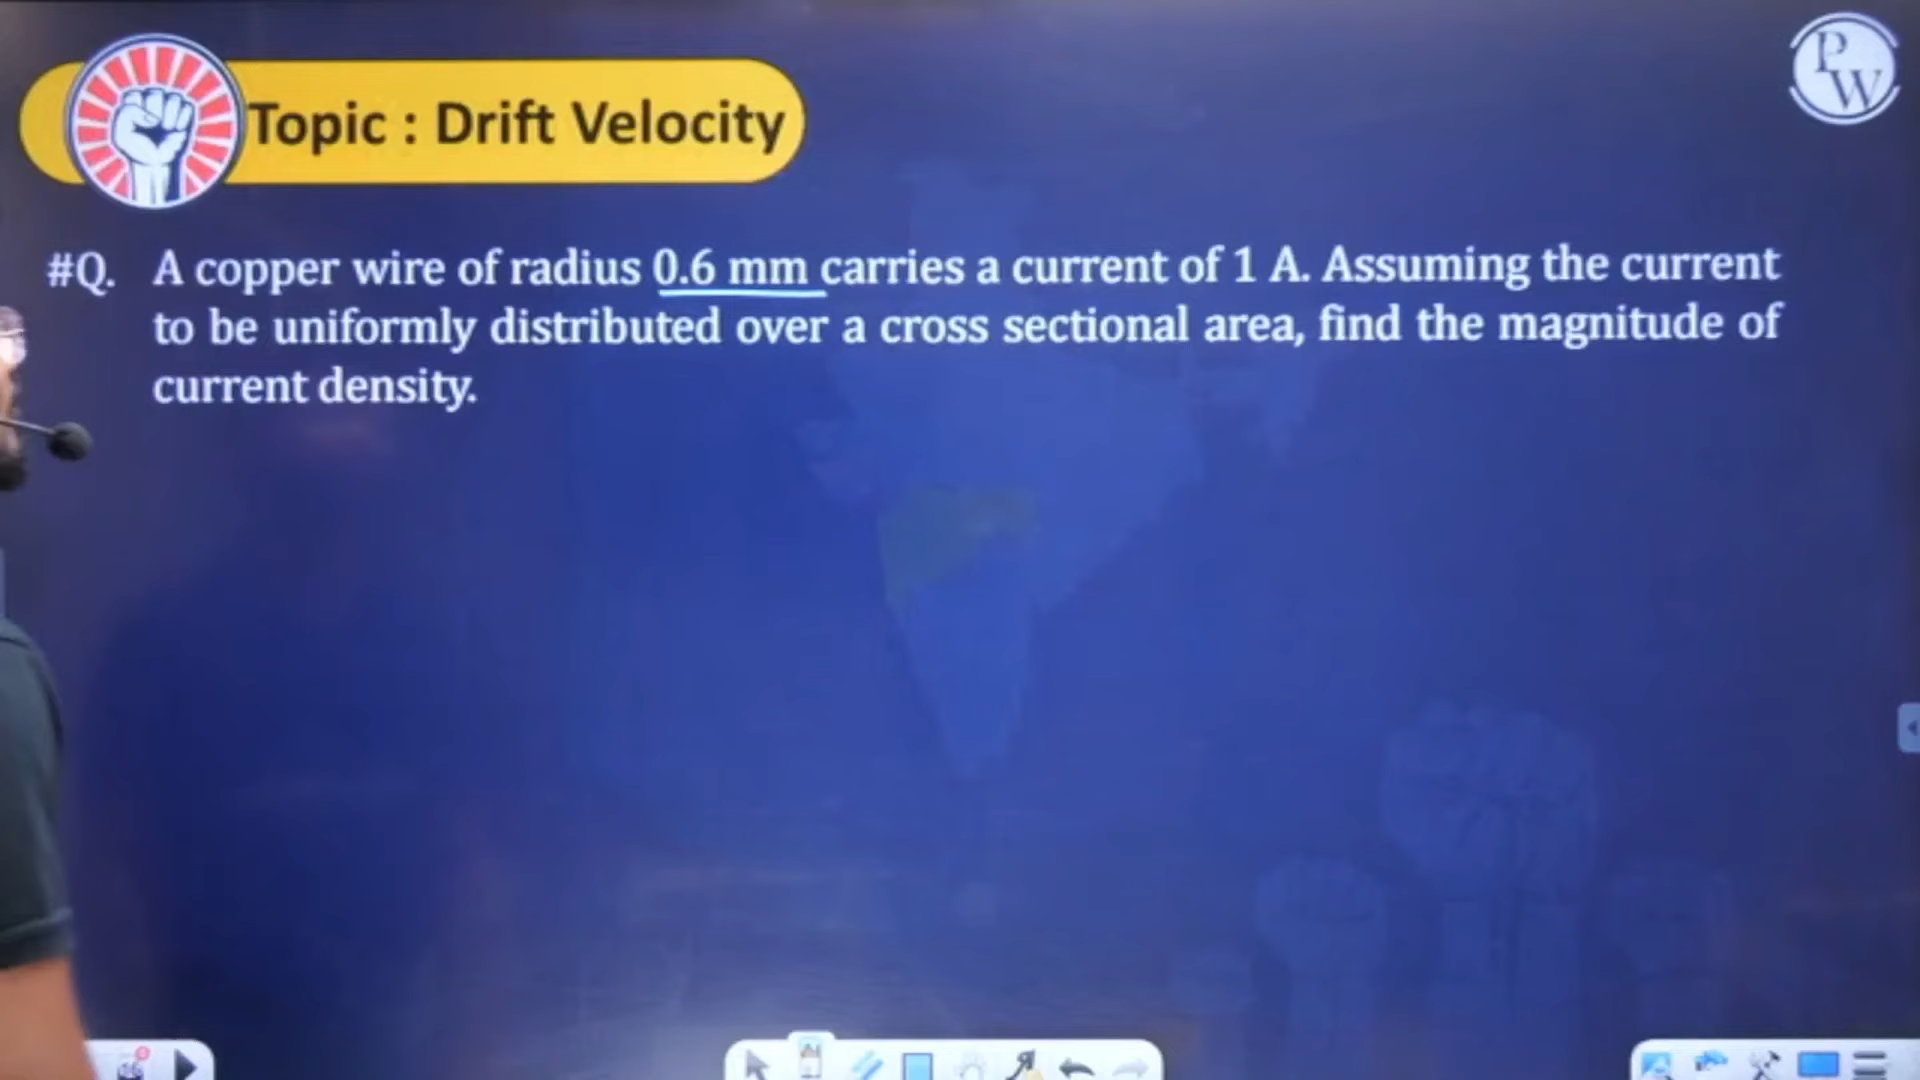 Topic : Drift Velocity
PW
#Q. A copper wire of radius 0.6 mm carries a current of 1 A. Assuming the current
to be uniformly distributed over a cross sectional area, find the magnitude of
current density.